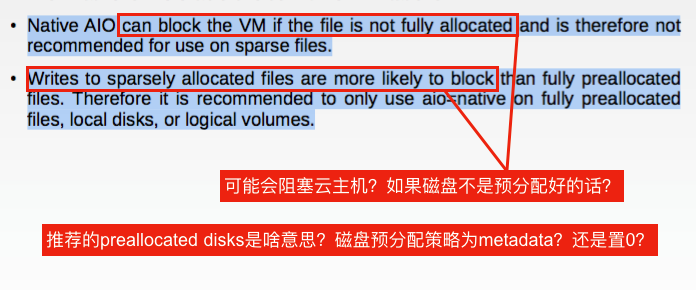 • Native AIO can block the VM if the file is not fully allocated and is therefore not
recommended for use on sparse files.
• Writes to sparsely allocated files are more likely to block than fully preallocated
files. Therefore it is recommended to only use aio=native on fully preallocated
files, local disks, or logical volumes.
可能会阻塞云主机？如果磁盘不是预分配好的话？
推荐的preallocated disks是啥意思？磁盘预分配策略为metadata？还是置0？